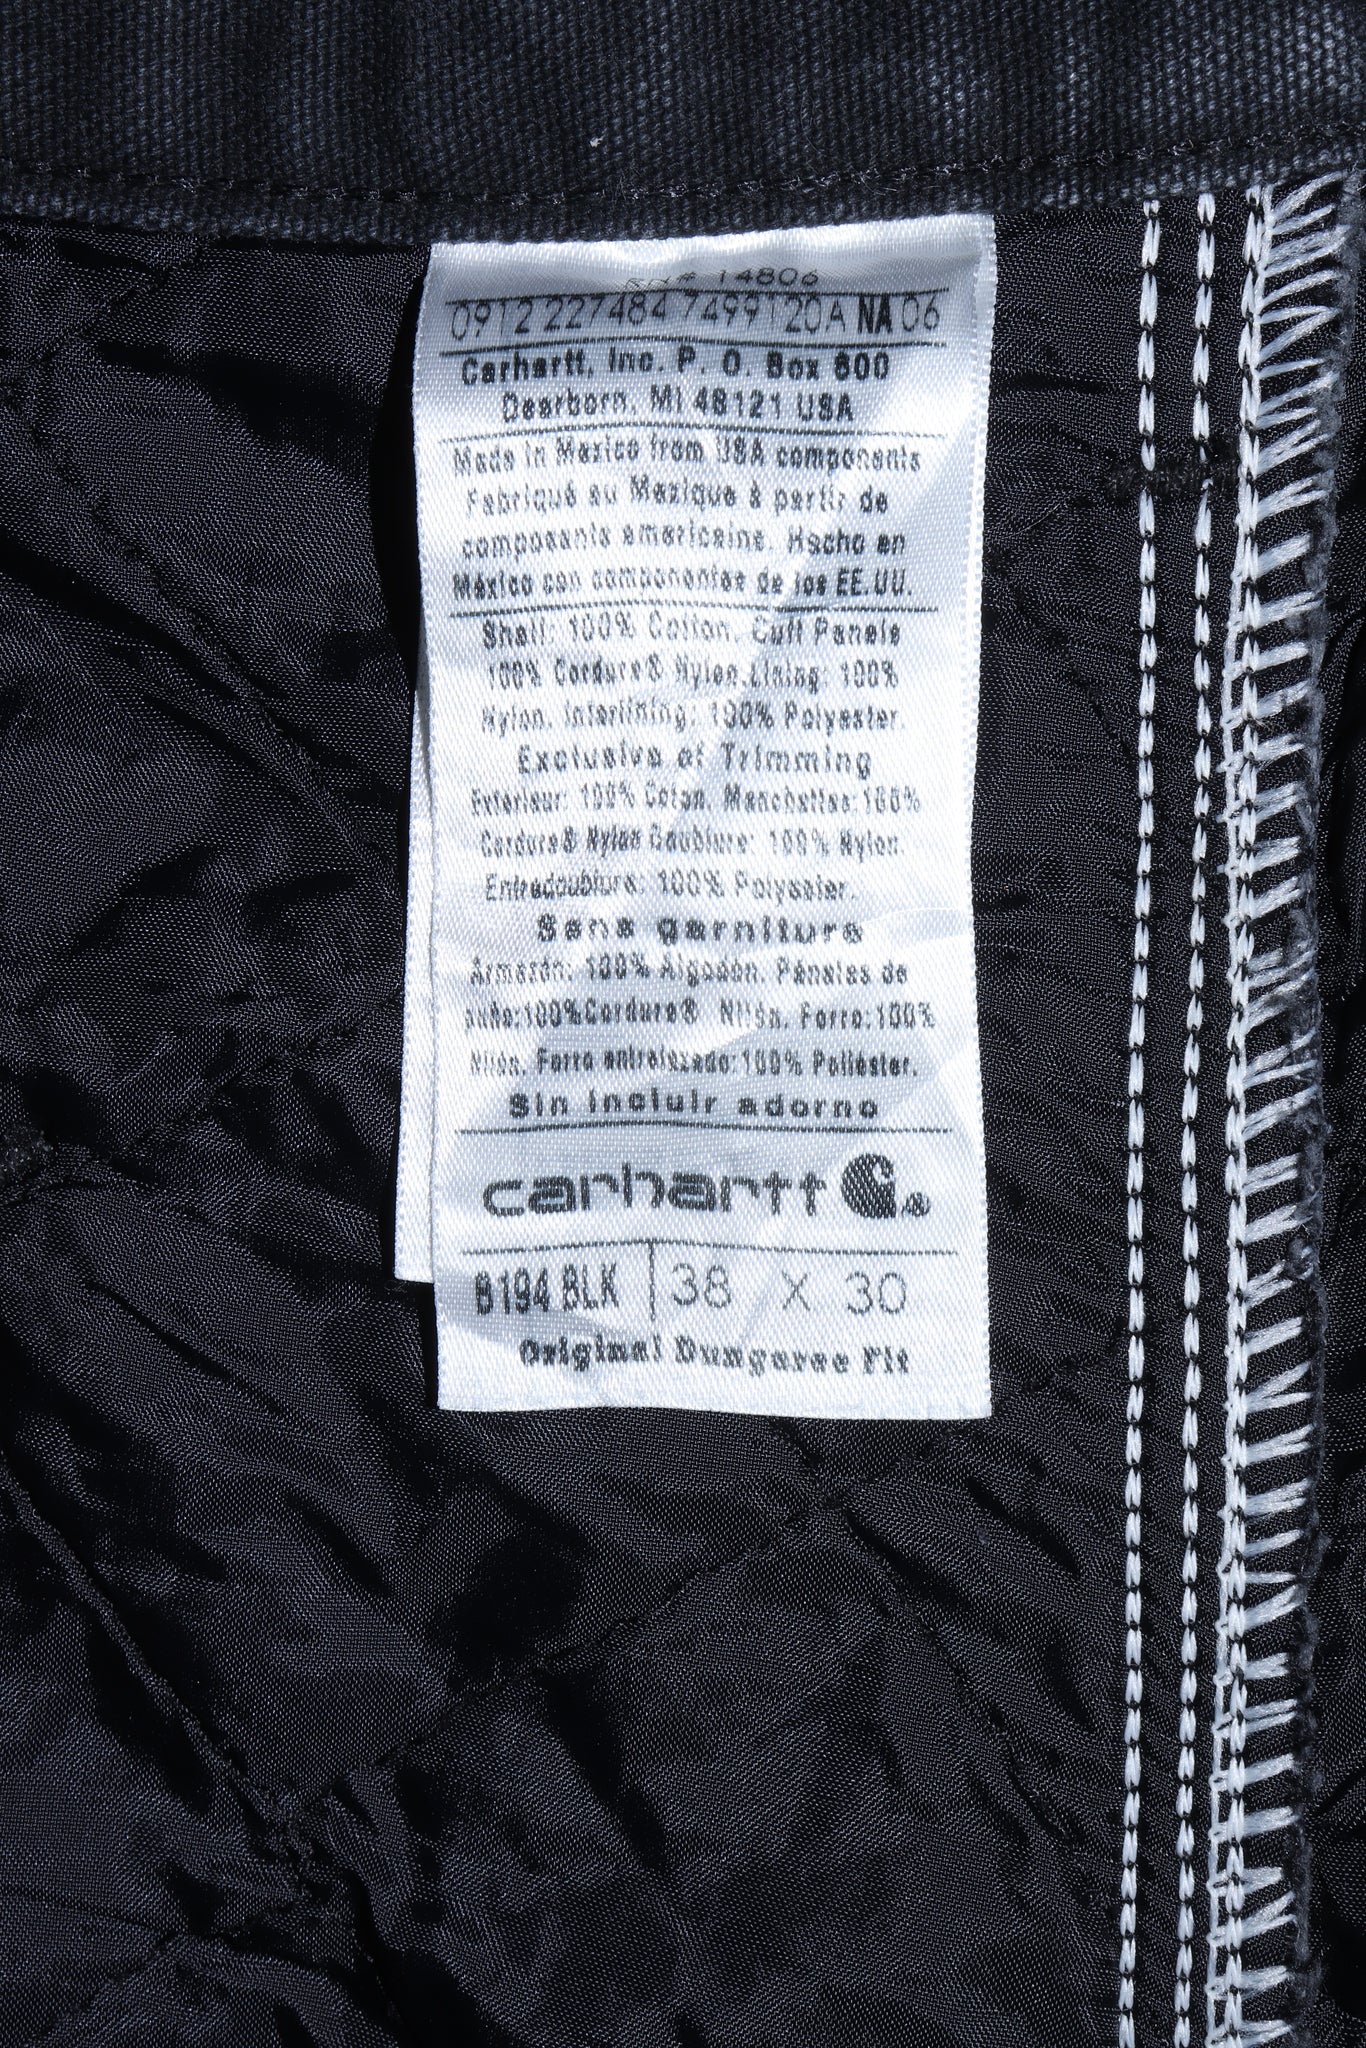 RN# 14806
0912 227484 7499120A NA 06
Carhartt, Inc. P. O. Box 600
Dearborn, MI 48121 USA
Made in Mexico from USA components
Fabriqué au Mexique à partir de
composants americaine. Hecho en
México con componentes de los EE.UU.
Shell: 100% Cotton. Cuff Panels
100% Cordura® Nylon. Lining: 100%
Nylon. Interlining: 100% Polyester.
Exclusive of Trimming
Exterieur: 100% Coton. Manchettes:100%
Cordura® Nylon Doublure: 100% Nylon.
Entredoublure: 100% Polyester.
Sans garniture
Armazón: 100% Algodón. Pánales de
puño:100%Cordura® Nilón. Forro:100%
Nilón. Forro entrelazado:100% Poliéster.
Sin incluir adorno
carhartt ®
B194 BLK 38 X 30
Original Dungaree Fit